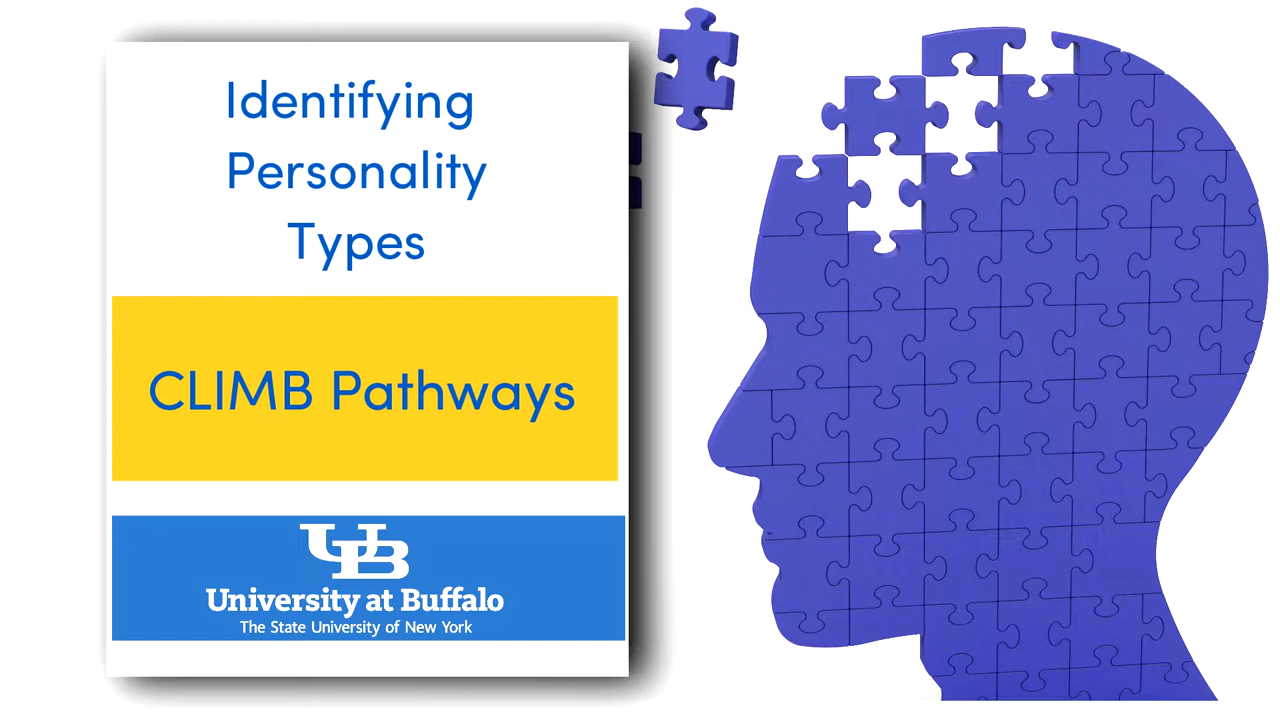 Identifying
Personality
Types
CLIMB Pathways
UB
University at Buffalo
The State University of New York